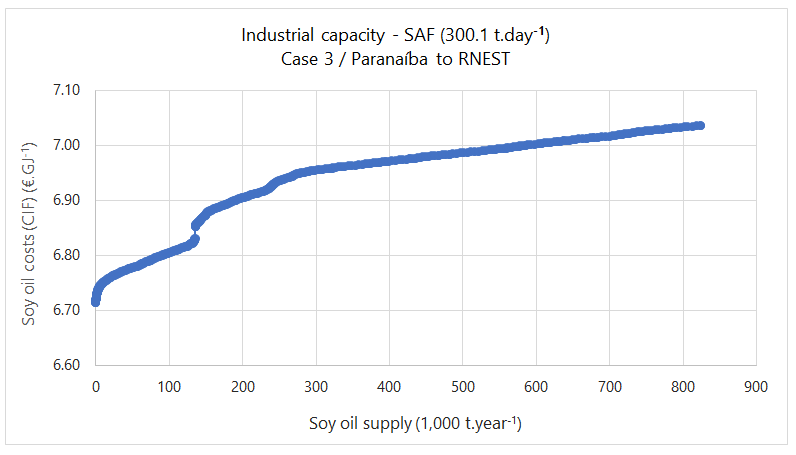 Industrial capacity - SAF (300.1 t.day⁻¹)
Case 3 / Paranaíba to RNEST
7.10
7.00
6.90
6.80
6.70
6.60
Soy oil costs (CIF) (€.GJ⁻¹)
0 100 200 300 400 500 600 700 800 900
Soy oil supply (1,000 t.year⁻¹)